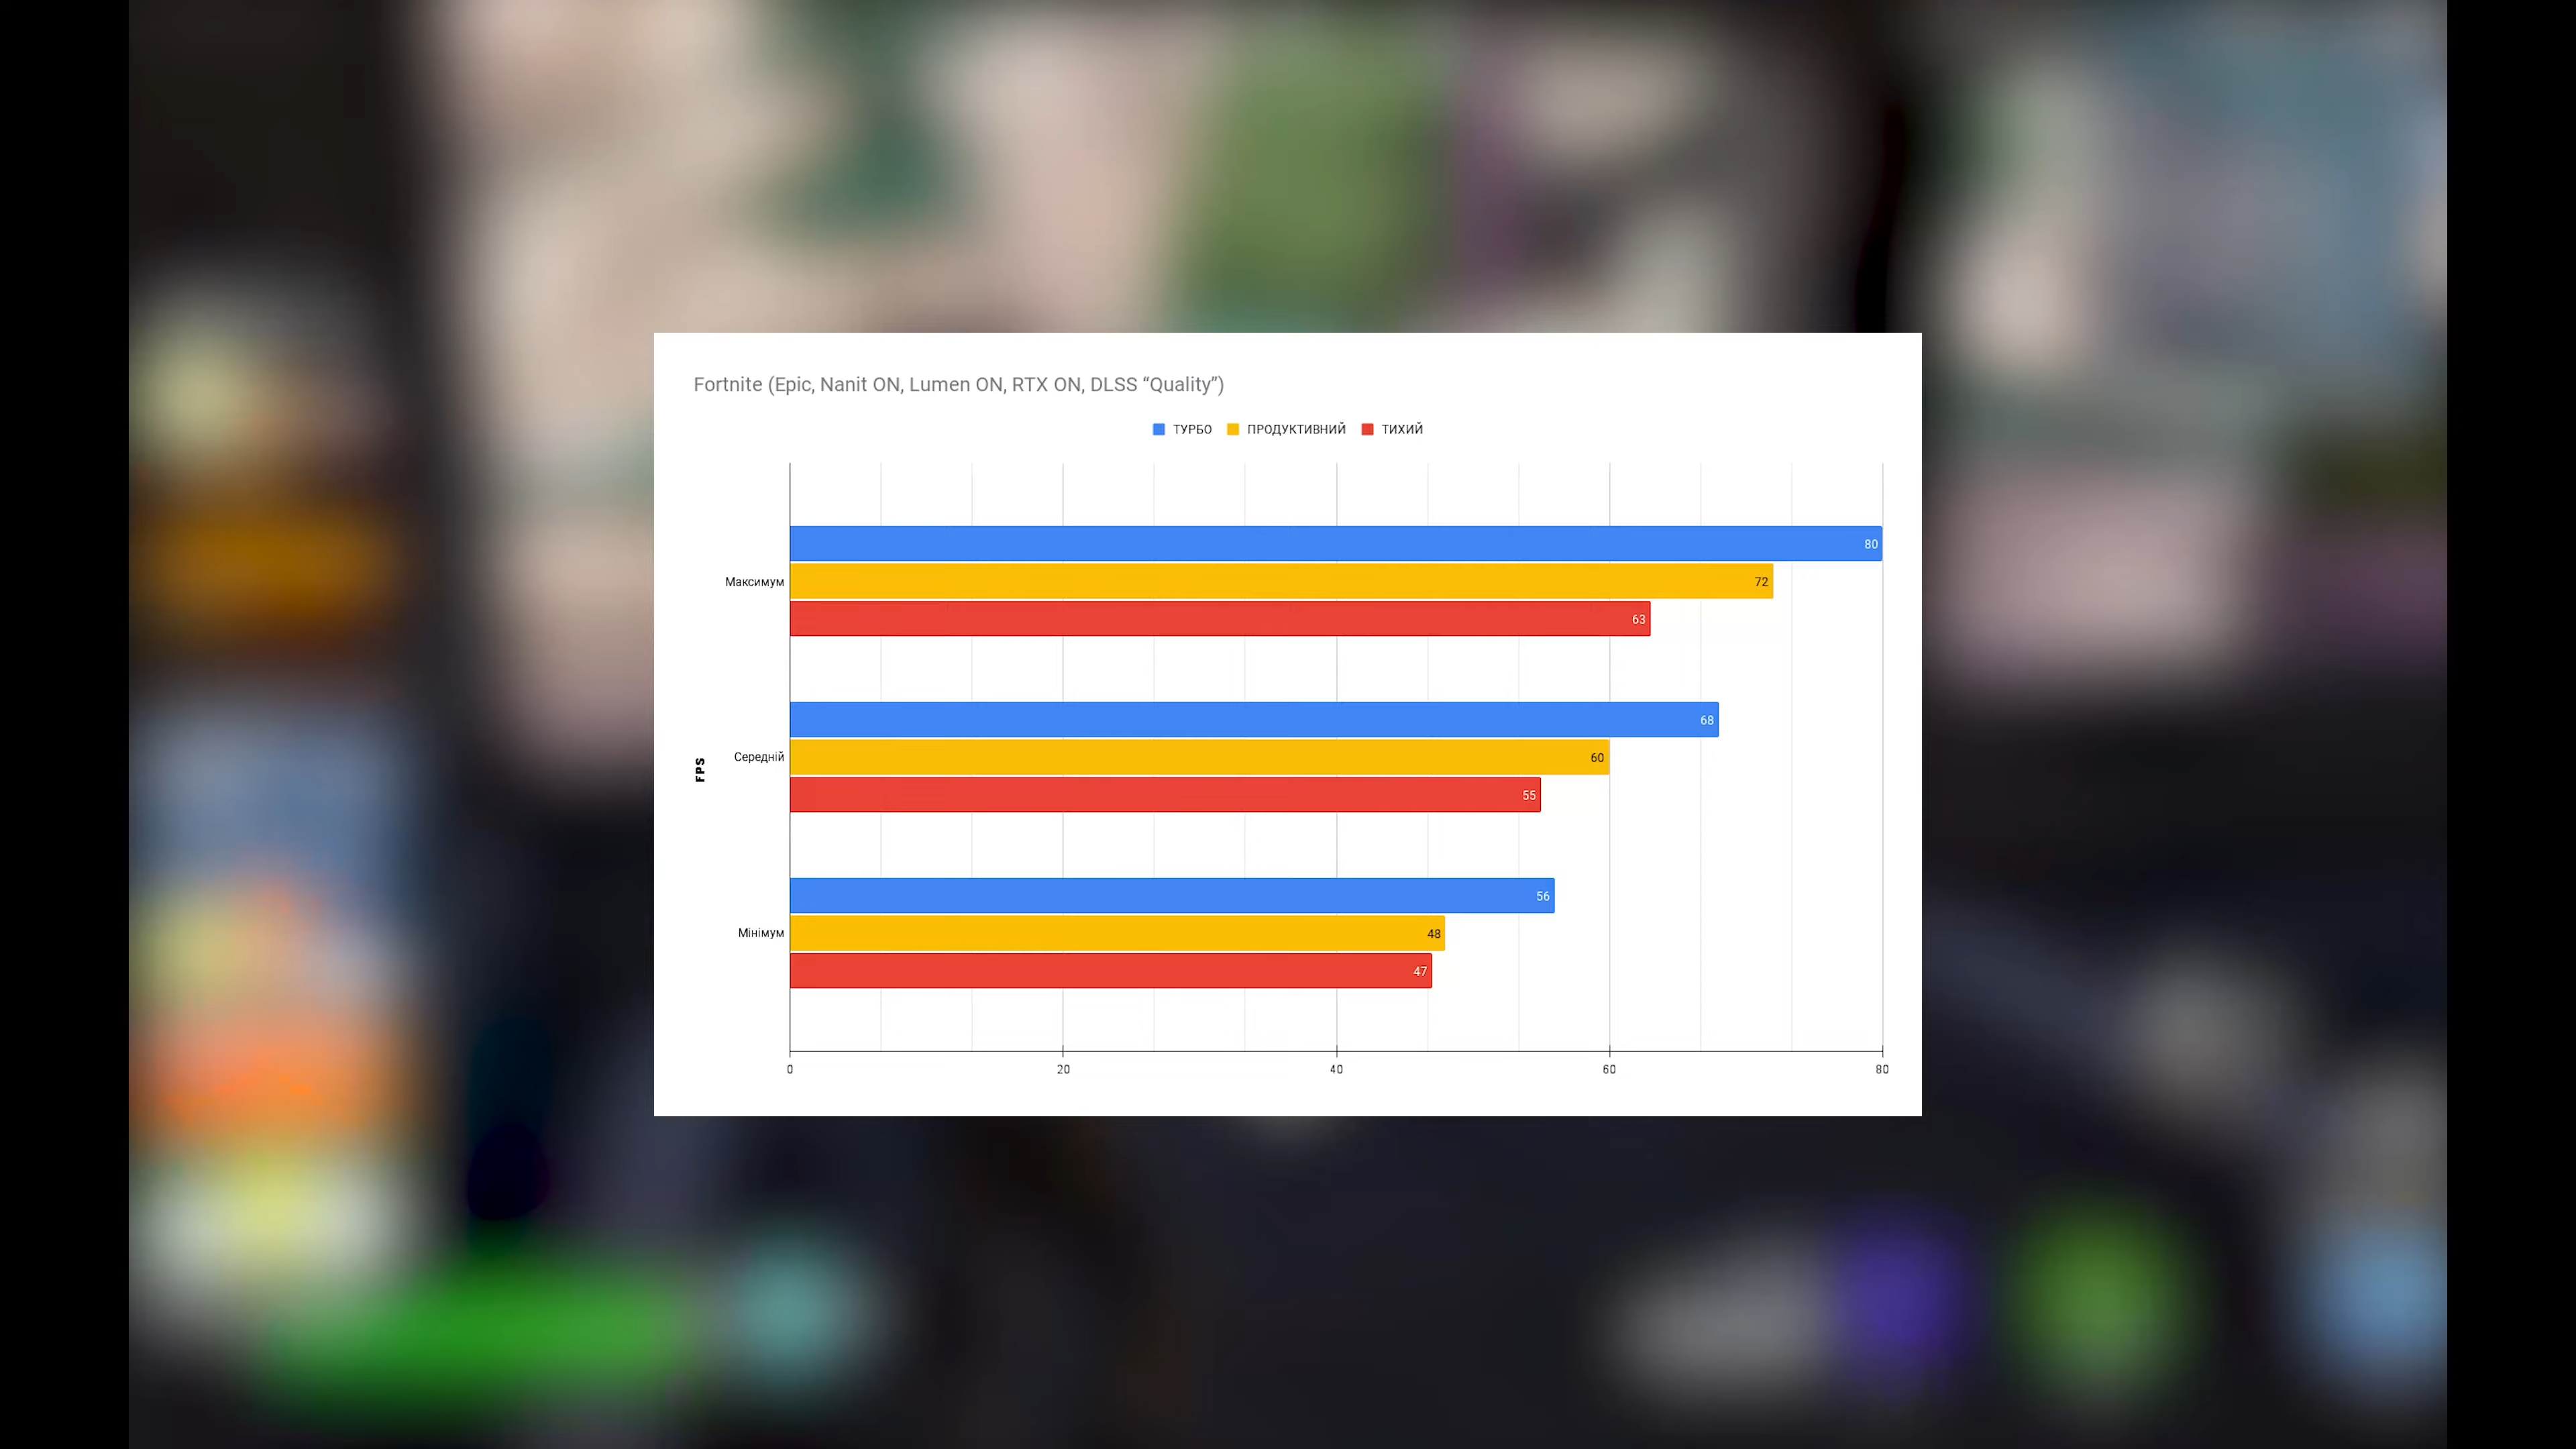 Fortnite (Epic, Nanit ON, Lumen ON, RTX ON, DLSS “Quality”)
ТУРБО ПРОДУКТИВНИЙ ТИХИЙ
80
Максимум 72
63
68
FPS Середній 60
55
56
Мінімум 48
47
0 20 40 60 80